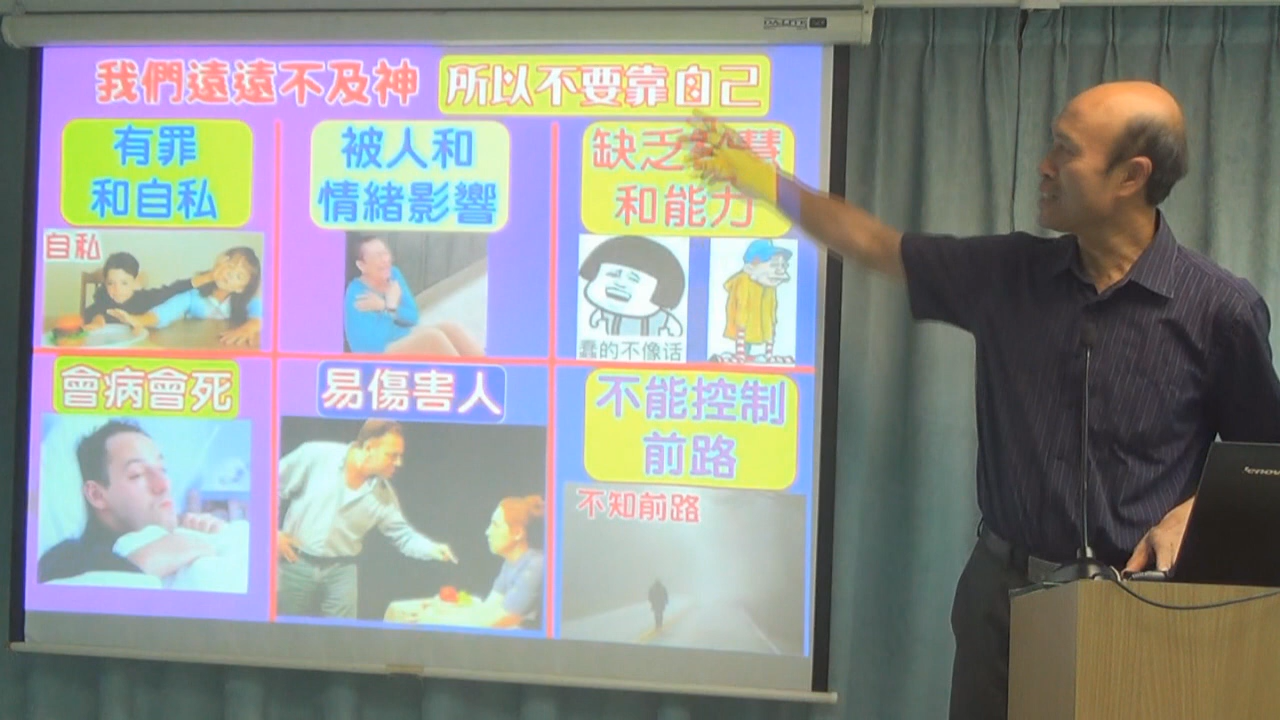 我們遠遠不及神 所以不要靠自己
有罪
和自私
被人和
情緒影響
缺乏 慧
和能力
自私
蠢的不像话
會病會死
易傷害人
不能控制
前路
不知前路
lenovo